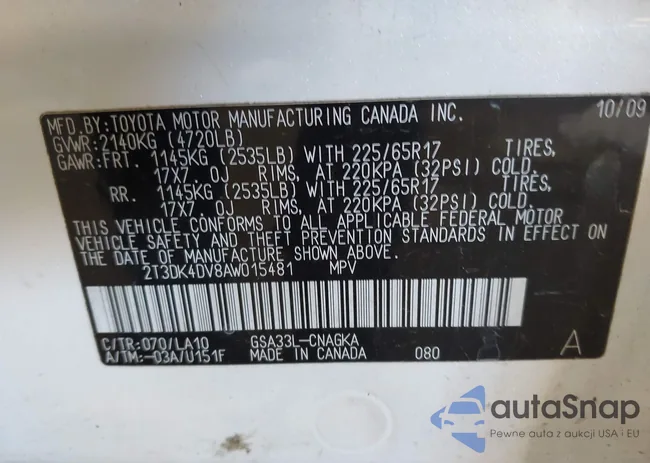 MFD.BY:TOYOTA MOTOR MANUFACTURING CANADA INC. 10/09
GVWR:2140KG (4720LB)
GAWR:FRT. 1145KG (2535LB) WITH 225/65R17 TIRES,
17X7.0J RIMS, AT 220KPA (32PSI) COLD.
RR. 1145KG (2535LB) WITH 225/65R17 TIRES,
17X7.0J RIMS, AT 220KPA (32PSI) COLD.
THIS VEHICLE CONFORMS TO ALL APPLICABLE FEDERAL MOTOR
VEHICLE SAFETY AND THEFT PREVENTION STANDARDS IN EFFECT ON
THE DATE OF MANUFACTURE SHOWN ABOVE.
2T3DK4DV8AW015481 MPV
C/TR:070/LA10 GSA33L-CNAGKA A
A/TM:-03A/U151F MADE IN CANADA 080
autaSnap
Pewne auta z aukcji USA i EU